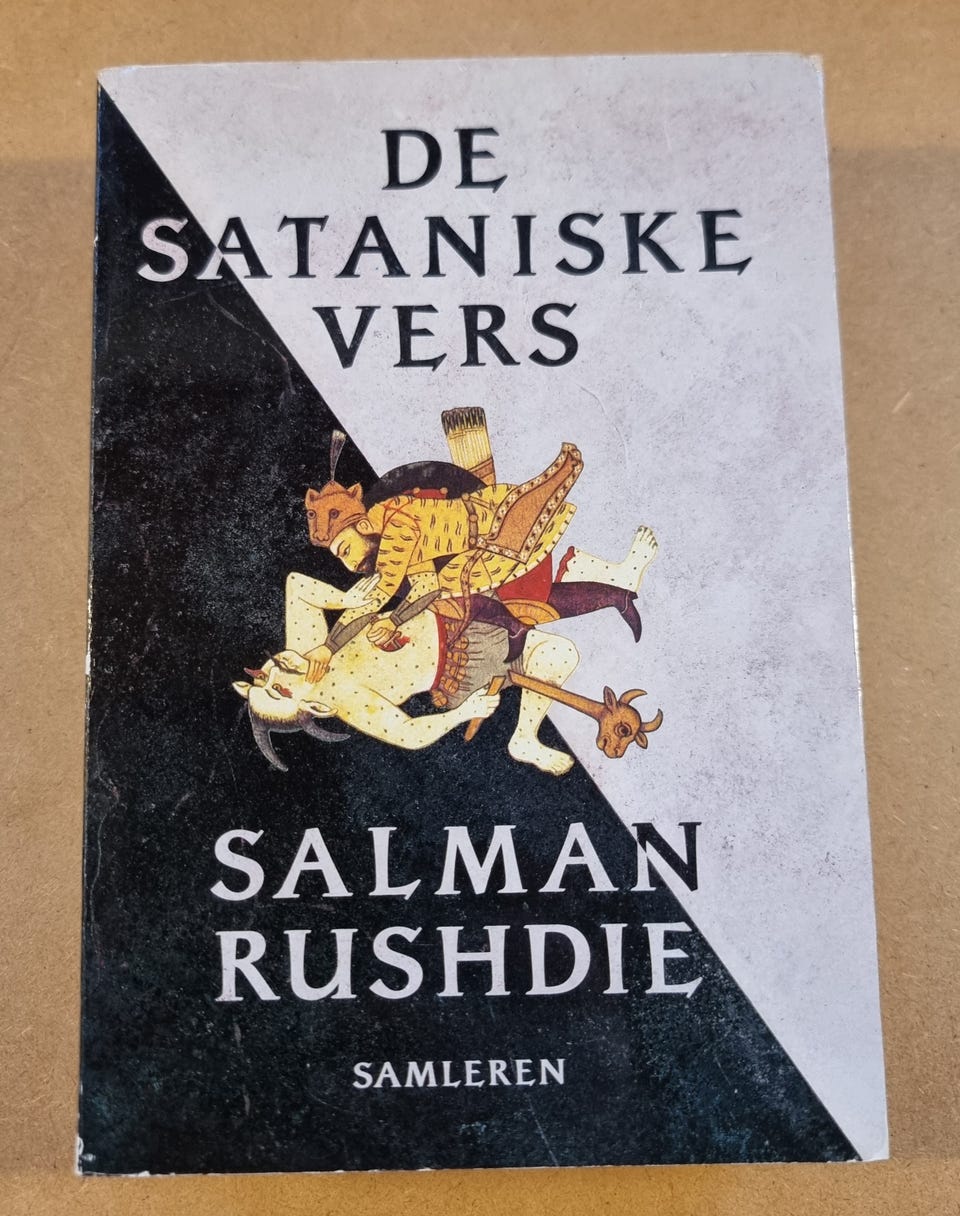 DE
SATANISKE
VERS
SALMAN
RUSHDIE
SAMLEREN